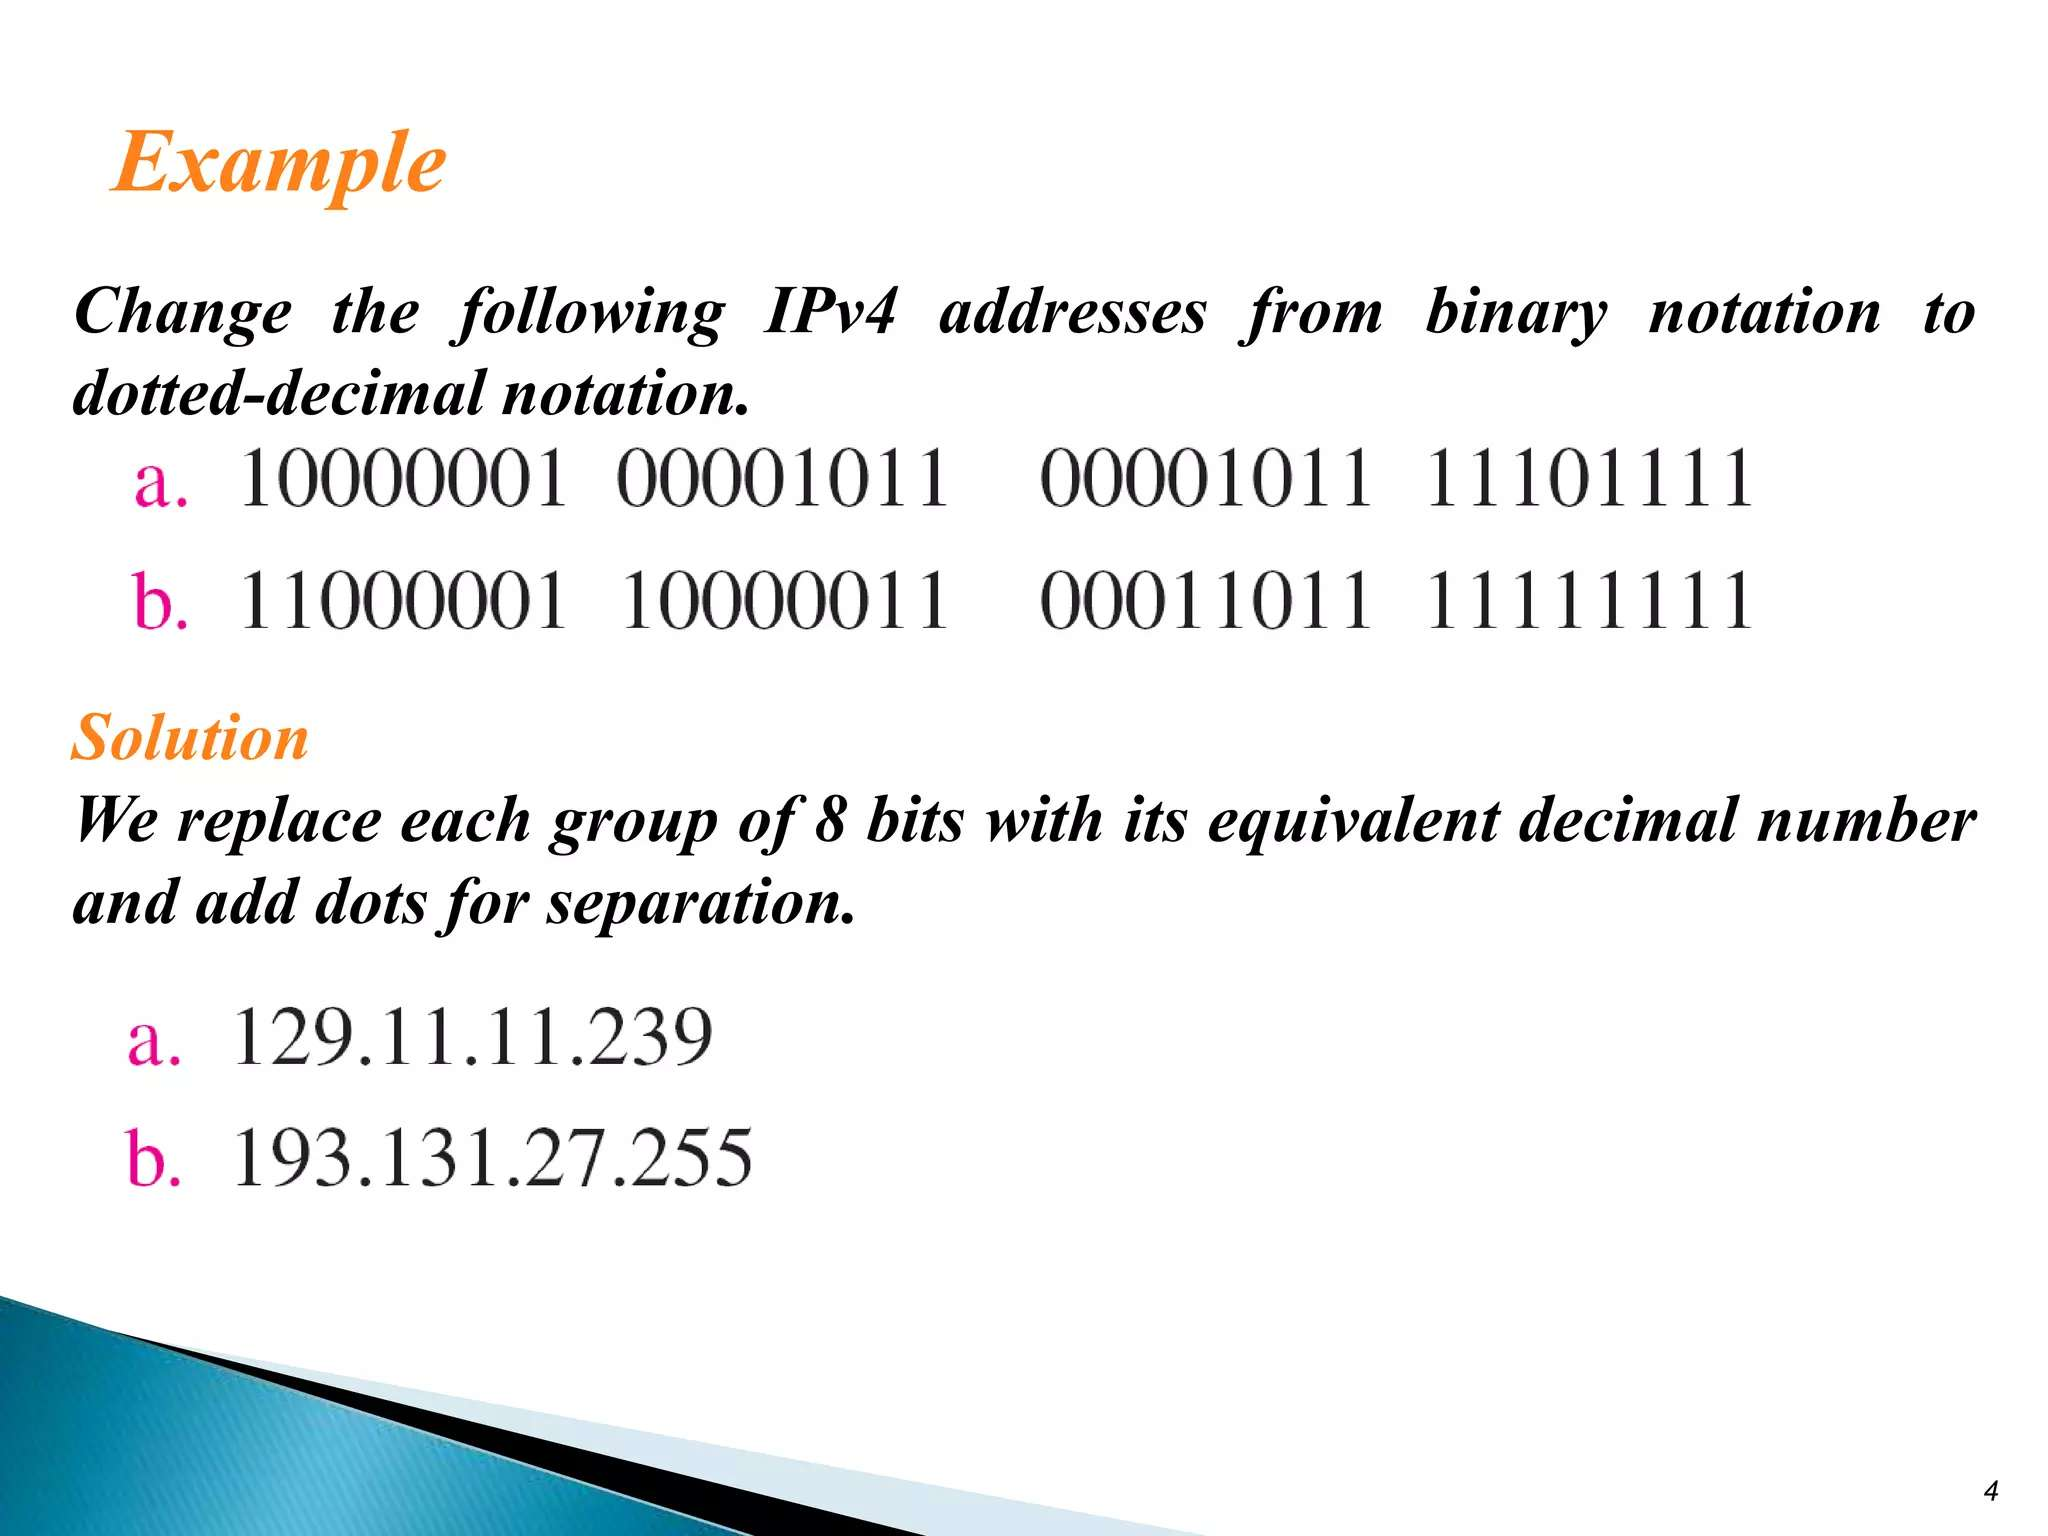 Example
Change the following IPv4 addresses from binary notation to
dotted-decimal notation.
a. 10000001 00001011 00001011 11101111
b. 11000001 10000011 00011011 11111111
Solution
We replace each group of 8 bits with its equivalent decimal number
and add dots for separation.
a. 129.11.11.239
b. 193.131.27.255
4